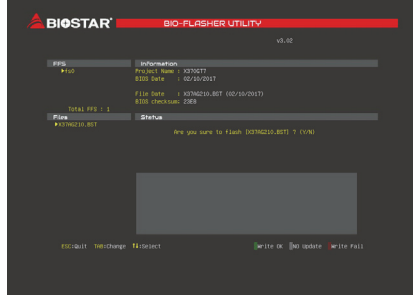 BIOSTAR®
BIO-FLASHER UTILITY
v3.02
FFS
▶fs0
Total FFS : 1
Information
Project Name : X370GT7
BIOS Date : 02/10/2017
File Date : X37AG210.BST (02/10/2017)
BIOS checksum: 23EB
Files
▶X37AG210.BST
Status
Are you sure to flash [X37AG210.BST] ? (Y/N)
ESC:Quit TAB:Change ↑↓:Select
Write OK NO Update Write Fail